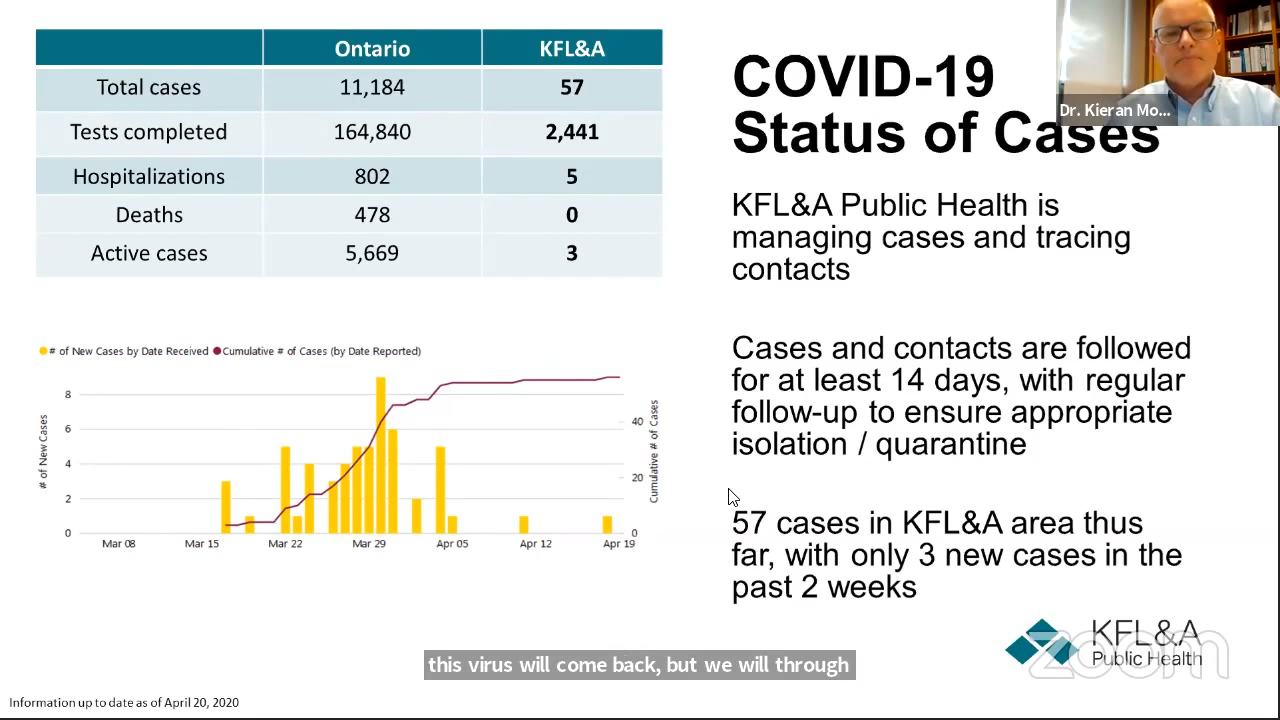 Ontario KFL&A
Total cases 11,184 57
Tests completed 164,840 2,441
Hospitalizations 802 5
Deaths 478 0
Active cases 5,669 3
COVID-19
Status of Cases
Dr. Kieran Mo...
KFL&A Public Health is
managing cases and tracing
contacts
Cases and contacts are followed
for at least 14 days, with regular
follow-up to ensure appropriate
isolation / quarantine
57 cases in KFL&A area thus
far, with only 3 new cases in the
past 2 weeks
# of New Cases by Date Received Cumulative # of Cases (by Date Reported)
# of New Cases
8
6
4
2
0
40
20
0
Cumulative # of Cases
Mar 08 Mar 15 Mar 22 Mar 29 Apr 05 Apr 12 Apr 19
KFL&A
Public Health
zoom
this virus will come back, but we will through
Information up to date as of April 20, 2020